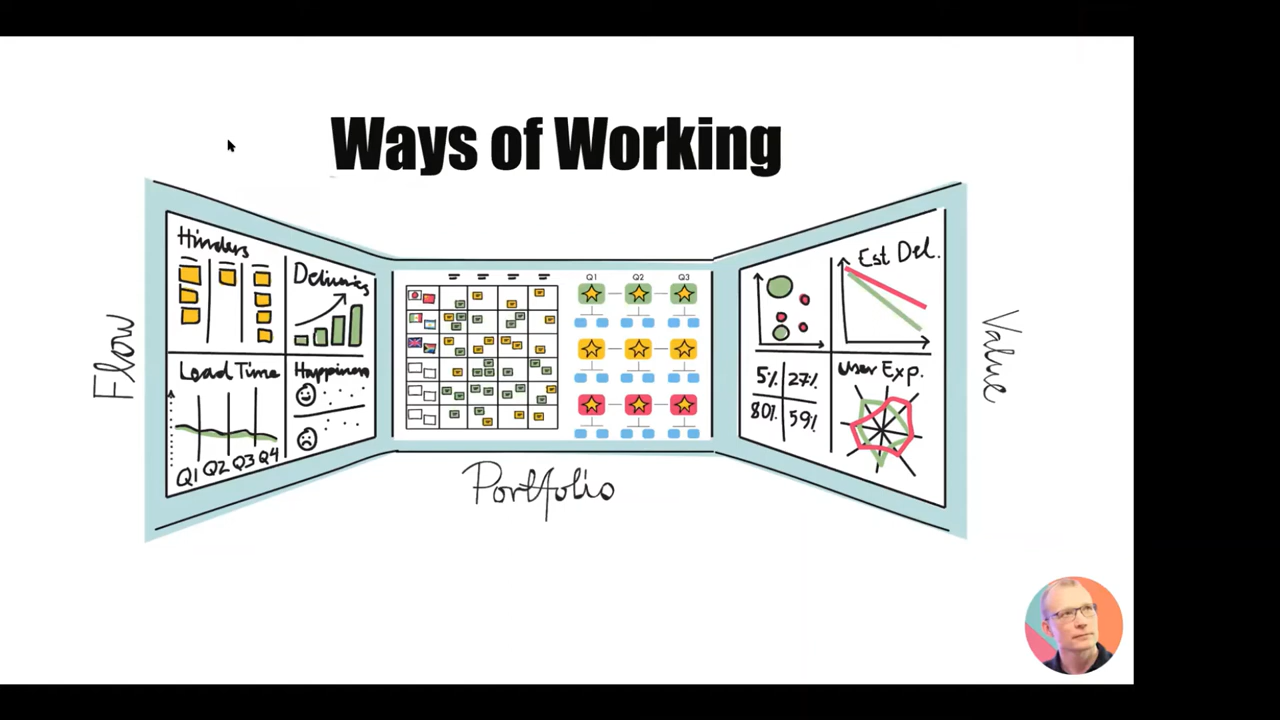 Ways of Working
Flow
Hinders
Deliveries
Lead Time
Q1 Q2 Q3 Q4
Happiness
Q1 Q2 Q3
Portfolio
Est Del.
5% 27%
80% 59%
User Exp.
Value